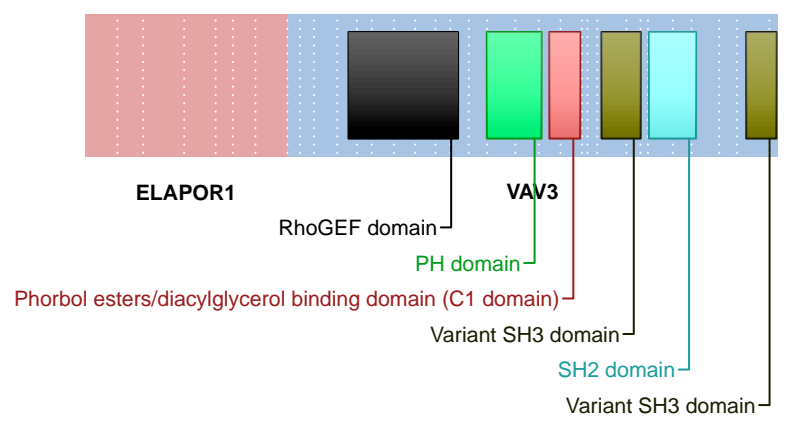 ELAPOR1
VAV3
RhoGEF domain
PH domain
Phorbol esters/diacylglycerol binding domain (C1 domain)
Variant SH3 domain
SH2 domain
Variant SH3 domain